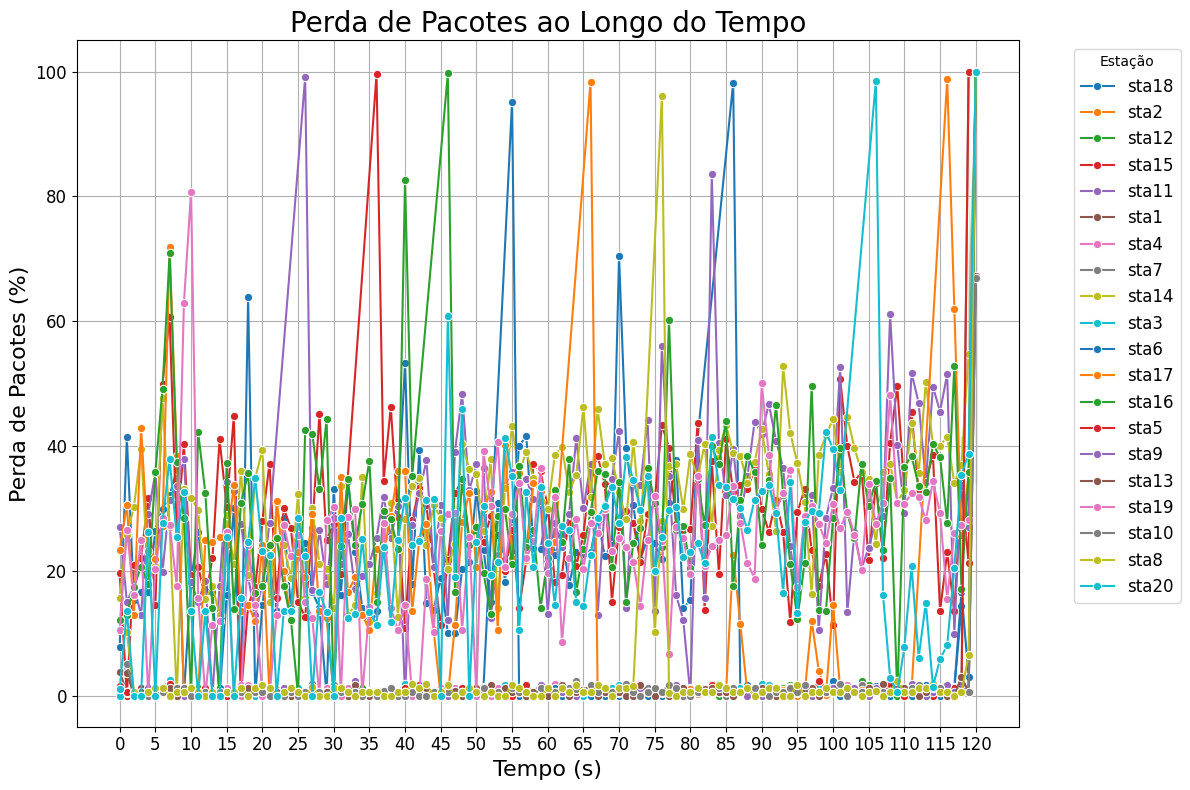 Perda de Pacotes ao Longo do Tempo
Perda de Pacotes (%)
100
80
60
40
20
0
0 5 10 15 20 25 30 35 40 45 50 55 60 65 70 75 80 85 90 95 100 105 110 115 120
Tempo (s)
Estação
sta18
sta2
sta12
sta15
sta11
sta1
sta4
sta7
sta14
sta3
sta6
sta17
sta16
sta5
sta9
sta13
sta19
sta10
sta8
sta20